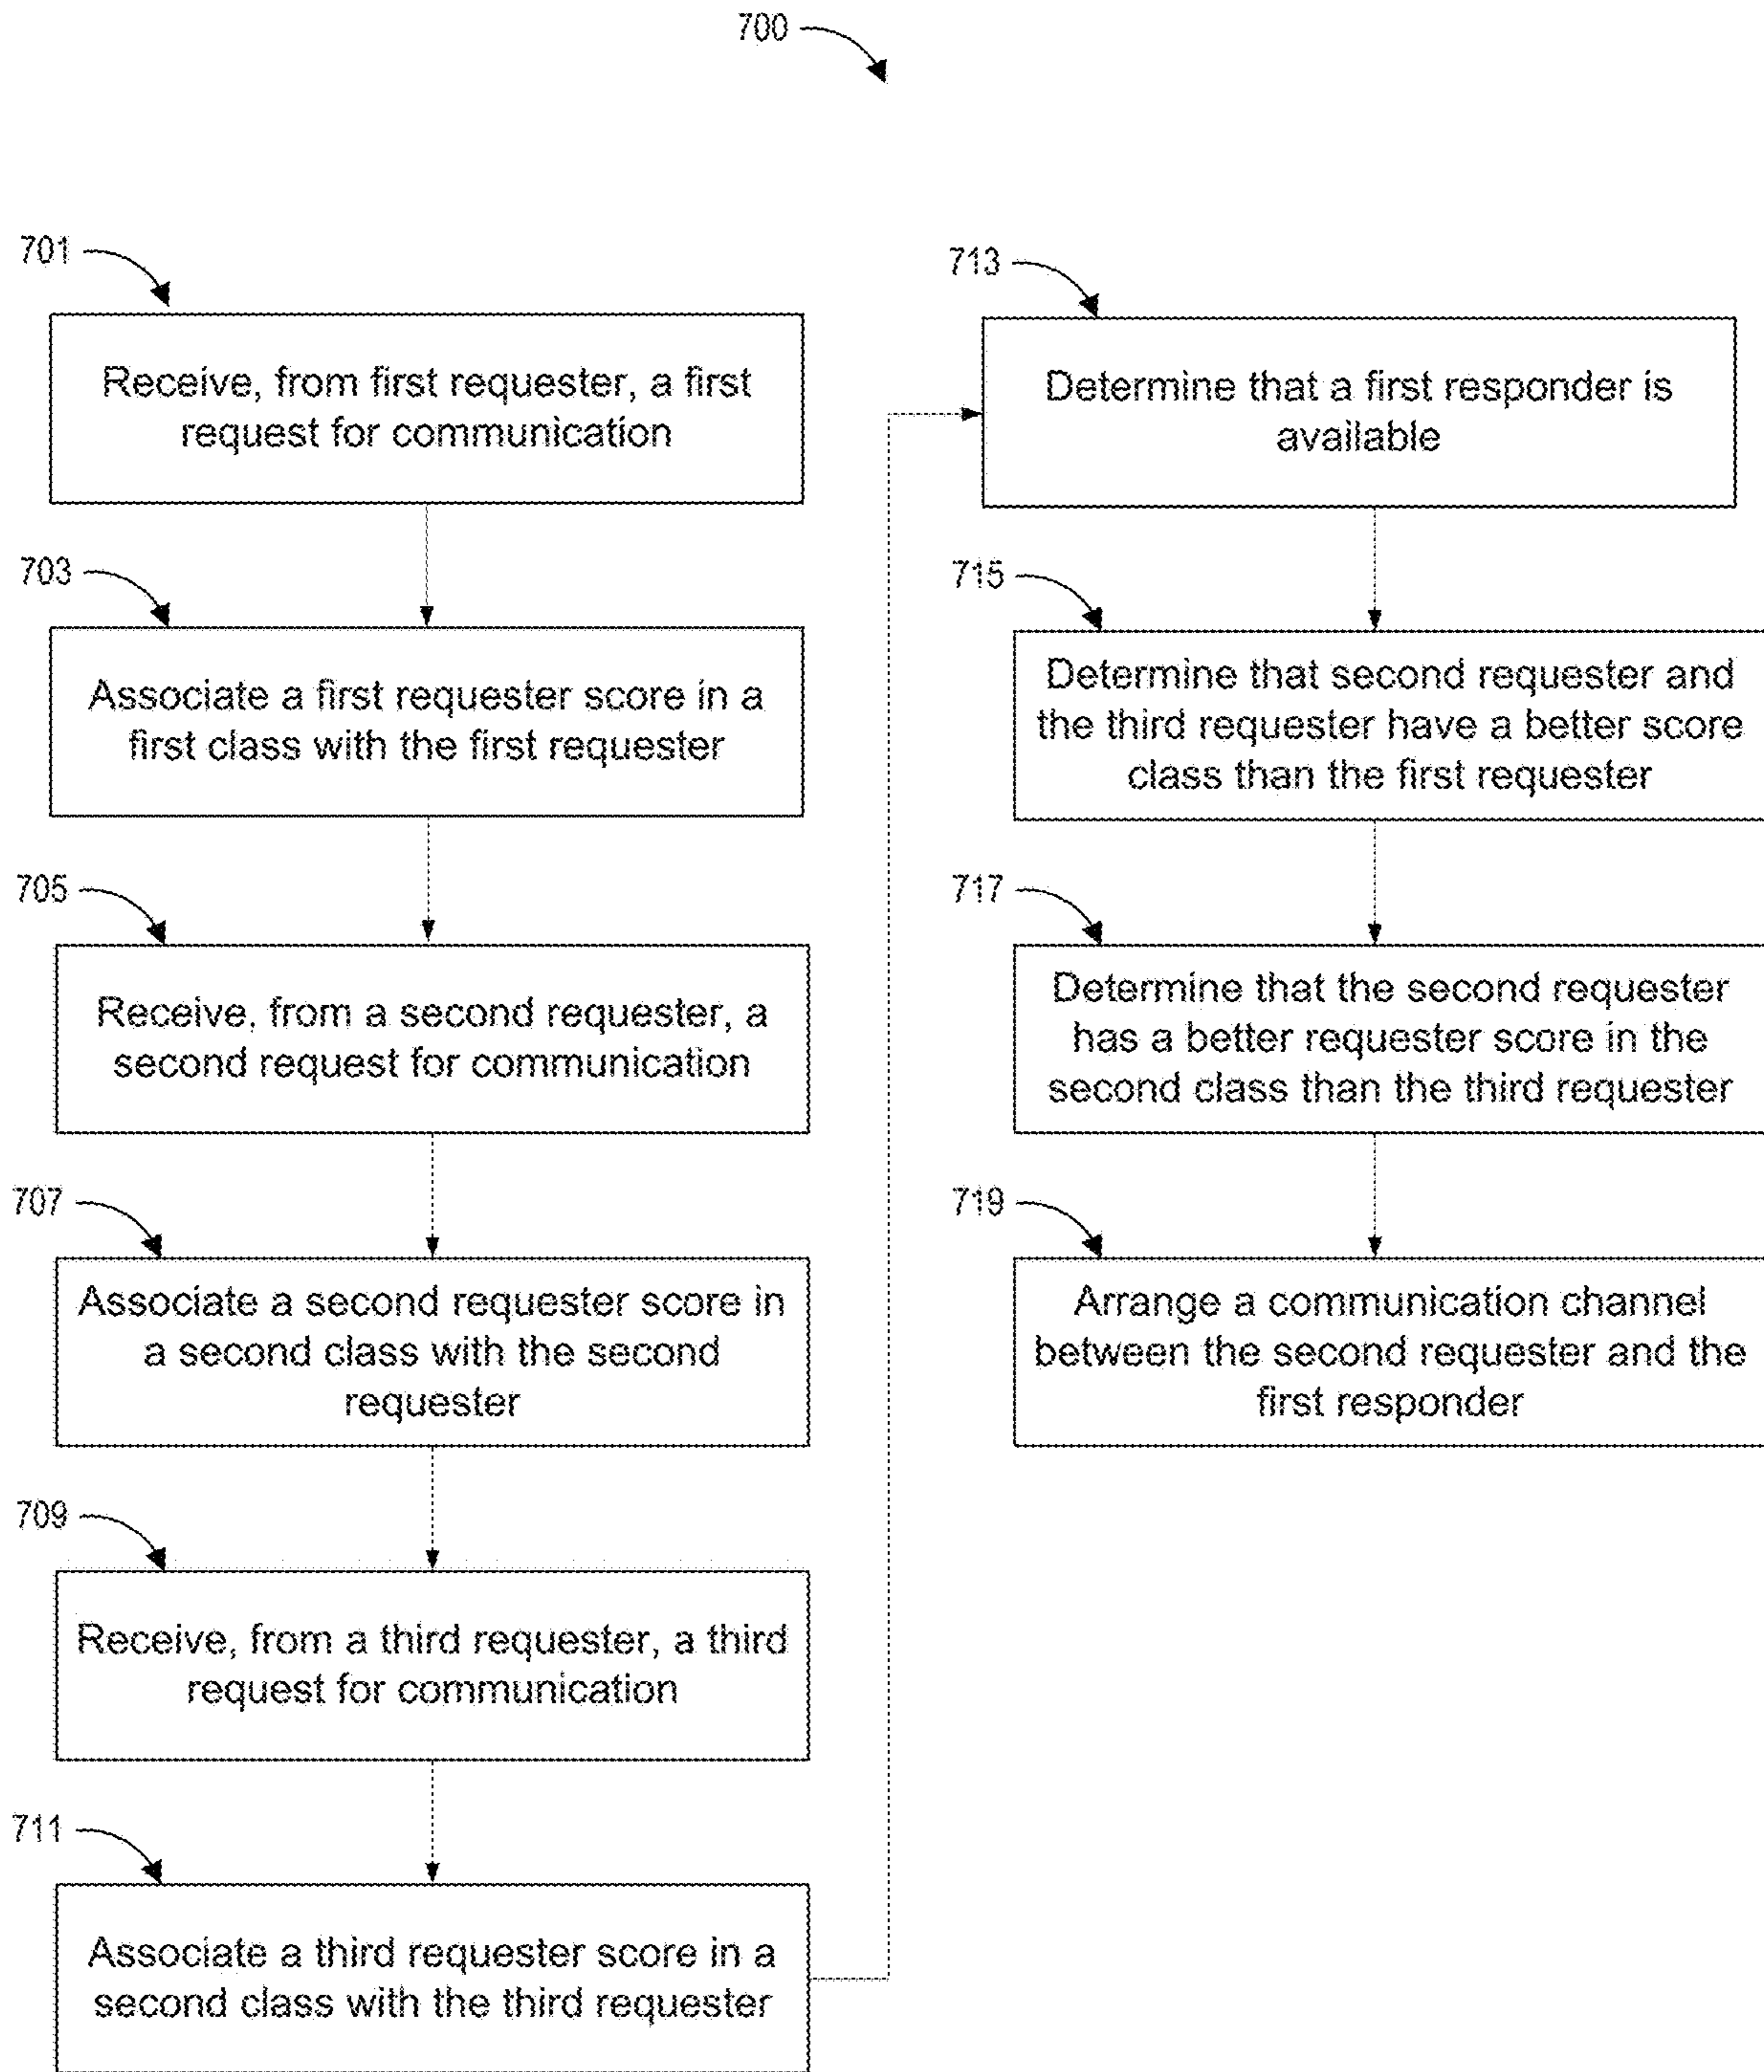 700
701
Receive, from first requester, a first
request for communication
703
Associate a first requester score in a
first class with the first requester
705
Receive, from a second requester, a
second request for communication
707
Associate a second requester score in
a second class with the second
requester
709
Receive, from a third requester, a third
request for communication
711
Associate a third requester score in a
second class with the third requester
713
Determine that a first responder is
available
715
Determine that second requester and
the third requester have a better score
class than the first requester
717
Determine that the second requester
has a better requester score in the
second class than the third requester
719
Arrange a communication channel
between the second requester and the
first responder